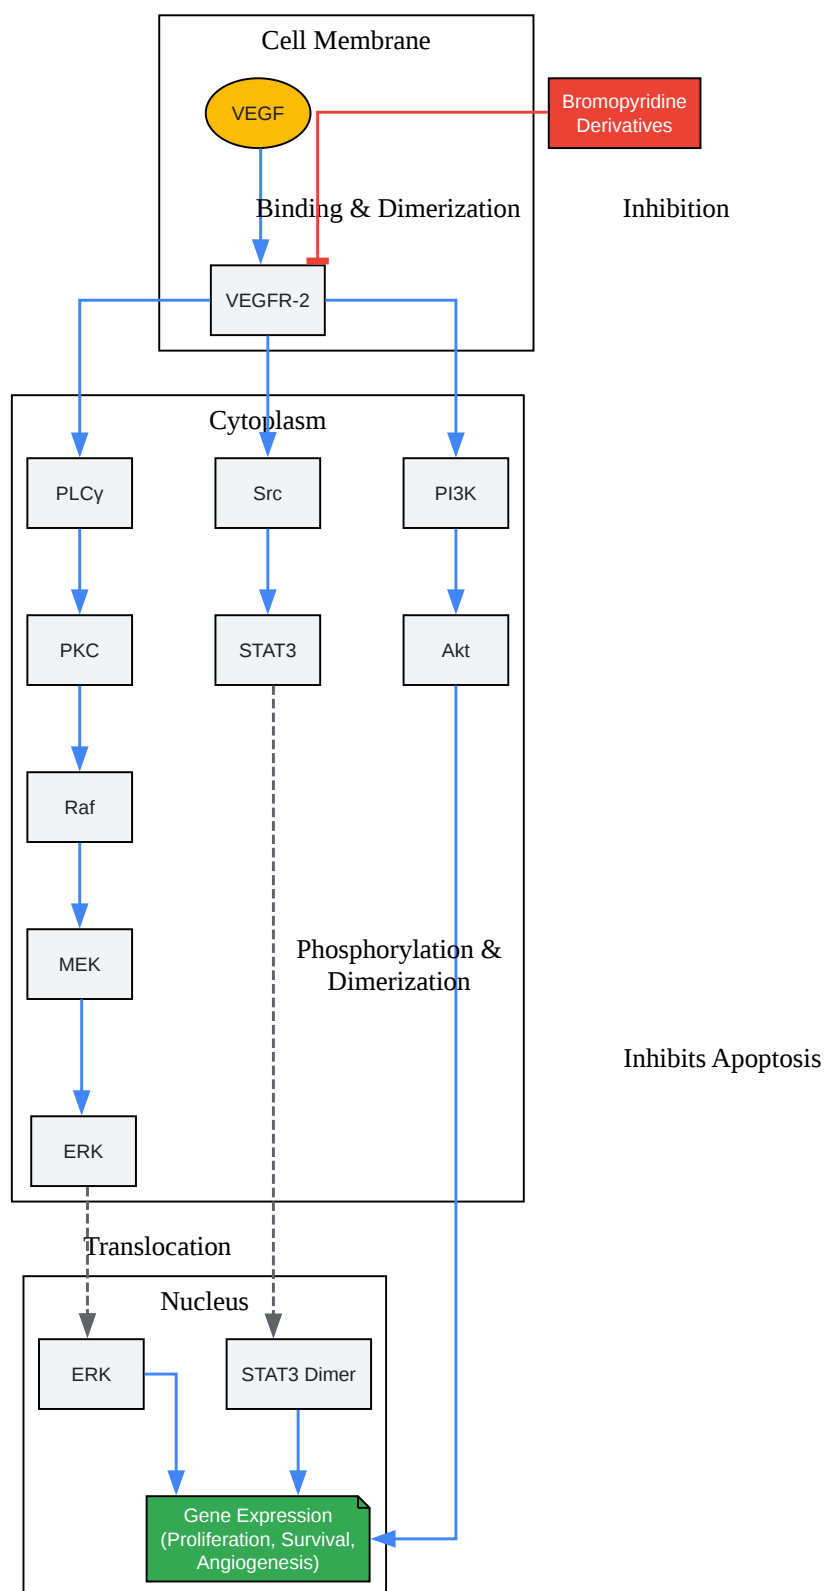 Cell Membrane
VEGF
Bromopyridine
Derivatives
Binding & Dimerization
Inhibition
VEGFR-2
Cytoplasm
PLCγ
Src
PI3K
PKC
STAT3
Akt
Raf
Phosphorylation &
Dimerization
MEK
Inhibits Apoptosis
ERK
Translocation
Nucleus
ERK
STAT3 Dimer
Gene Expression
(Proliferation, Survival,
Angiogenesis)